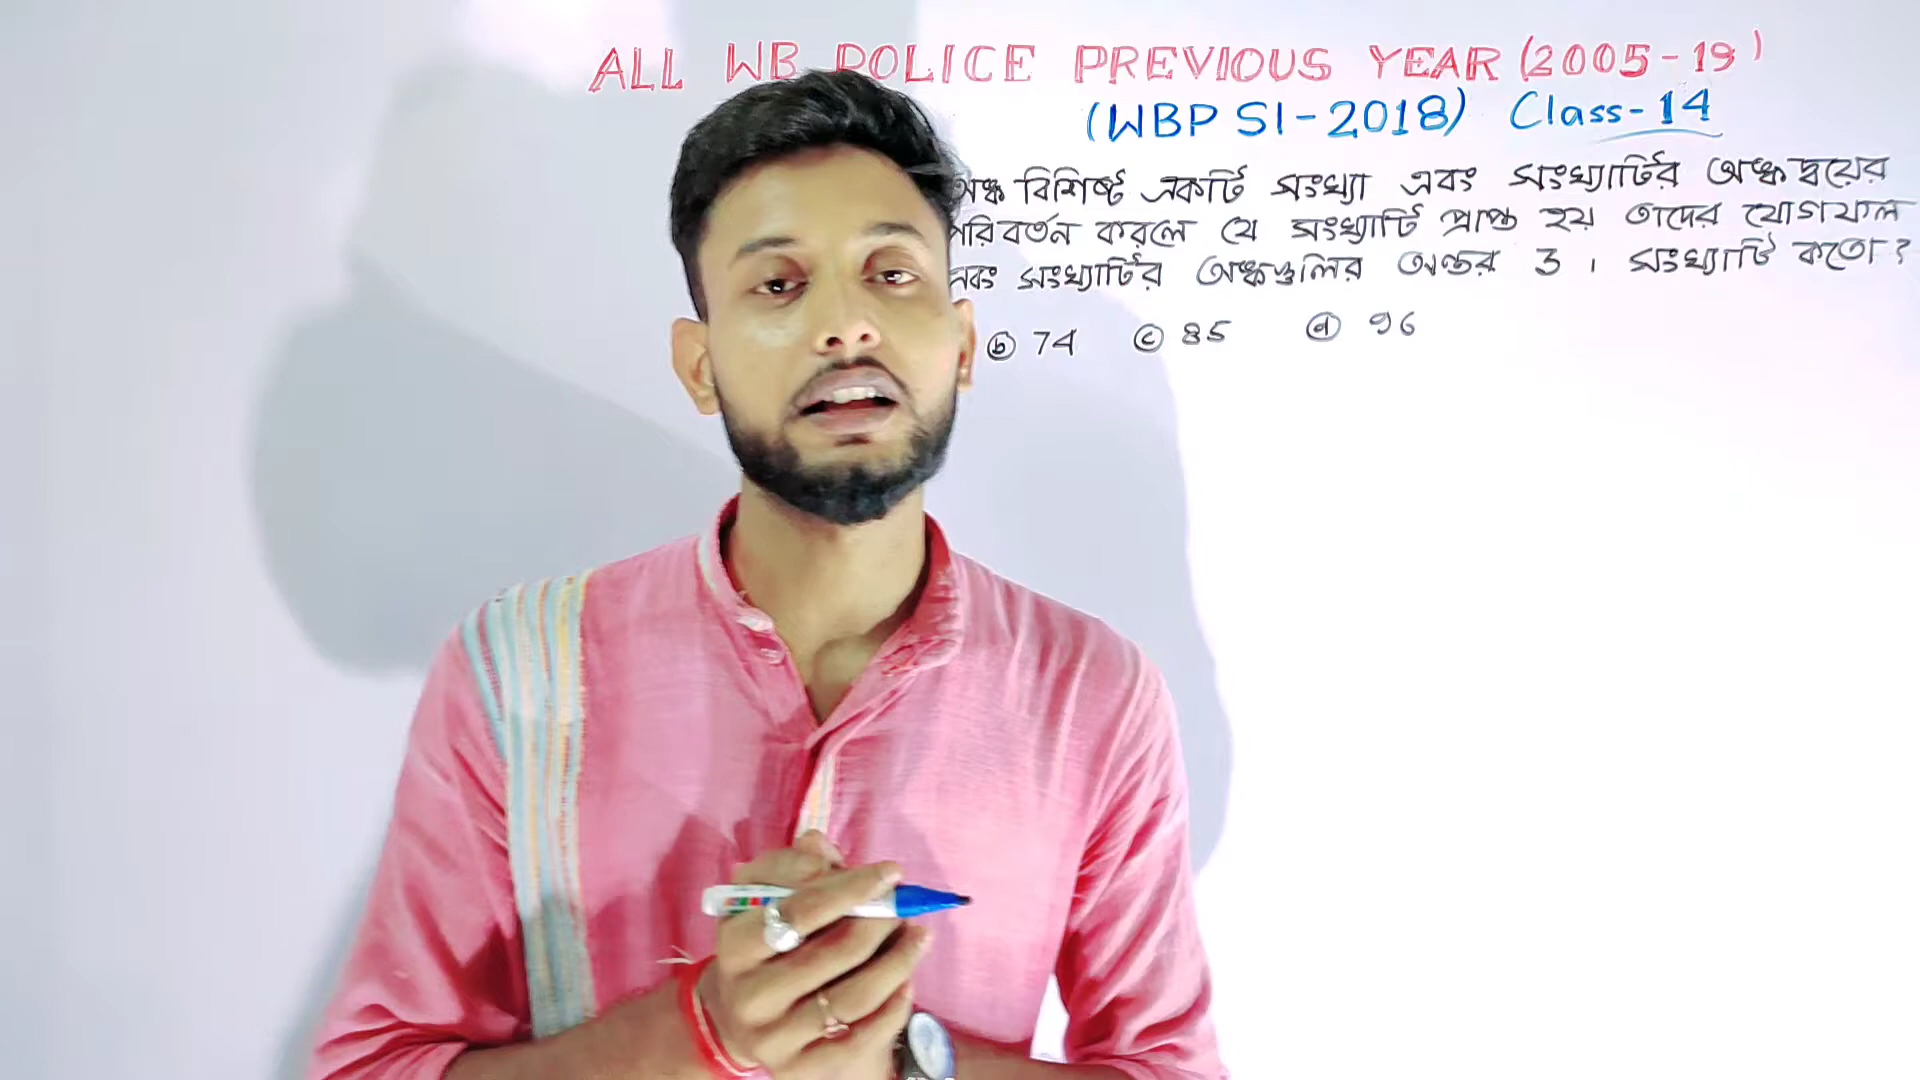 ALL WB POLICE PREVIOUS YEAR (2005-19)
(WBP SI-2018) Class-14
অঙ্ক বিশিষ্ট একটি সংখ্যা এবং সংখ্যাটির অঙ্কদ্বয়ের
পরিবর্তন করলে যে সংখ্যাটি প্রাপ্ত হয় তাদের যোগফল
এবং সংখ্যাটির অঙ্কগুলির অন্তর 3 । সংখ্যাটি কতো?
ⓑ 74 ⓒ 85 ⓓ 96